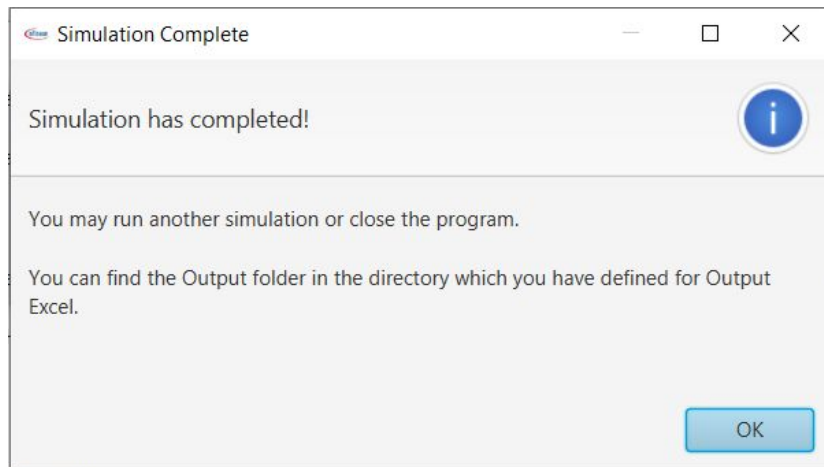 Simulation Complete
Simulation has completed!
You may run another simulation or close the program.
You can find the Output folder in the directory which you have defined for Output
Excel.
OK